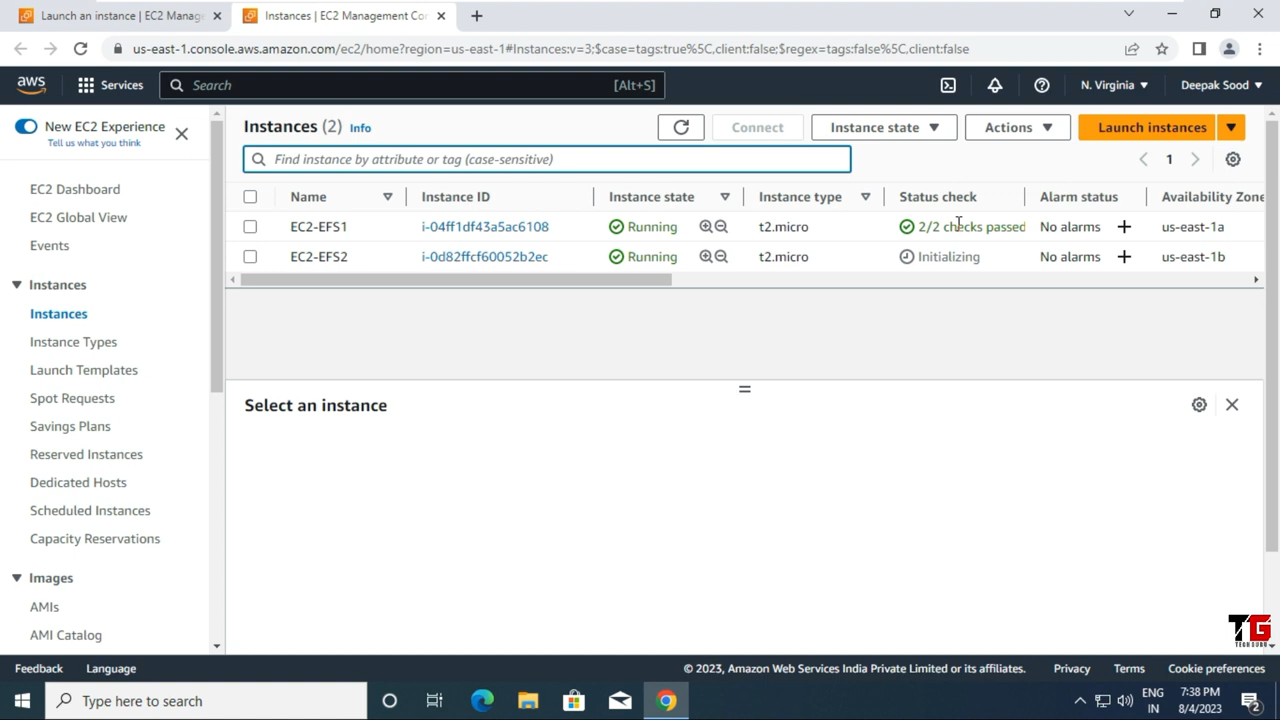 Launch an instance | EC2 Manag
Instances | EC2 Management Co
us-east-1.console.aws.amazon.com/ec2/home?region=us-east-1#Instances:v=3;$case=tags:true%5C,client:false;$regex=tags:false%5C,client:false
aws
Services
Search
[Alt+S]
N. Virginia
Deepak Sood
New EC2 Experience
Tell us what you think
EC2 Dashboard
EC2 Global View
Events
Instances
Instances
Instance Types
Launch Templates
Spot Requests
Savings Plans
Reserved Instances
Dedicated Hosts
Scheduled Instances
Capacity Reservations
Images
AMIs
AMI Catalog
Instances (2) Info
Connect
Instance state
Actions
Launch instances
Find instance by attribute or tag (case-sensitive)
1
Name Instance ID Instance state Instance type Status check Alarm status Availability Zone
EC2-EFS1 i-04ff1df43a5ac6108 Running t2.micro 2/2 checks passed No alarms + us-east-1a
EC2-EFS2 i-0d82ffcf60052b2ec Running t2.micro Initializing No alarms + us-east-1b
Select an instance
TG
TECH GURU
Feedback Language © 2023, Amazon Web Services India Private Limited or its affiliates. Privacy Terms Cookie preferences
Type here to search
ENG
IN
7:38 PM
8/4/2023
2